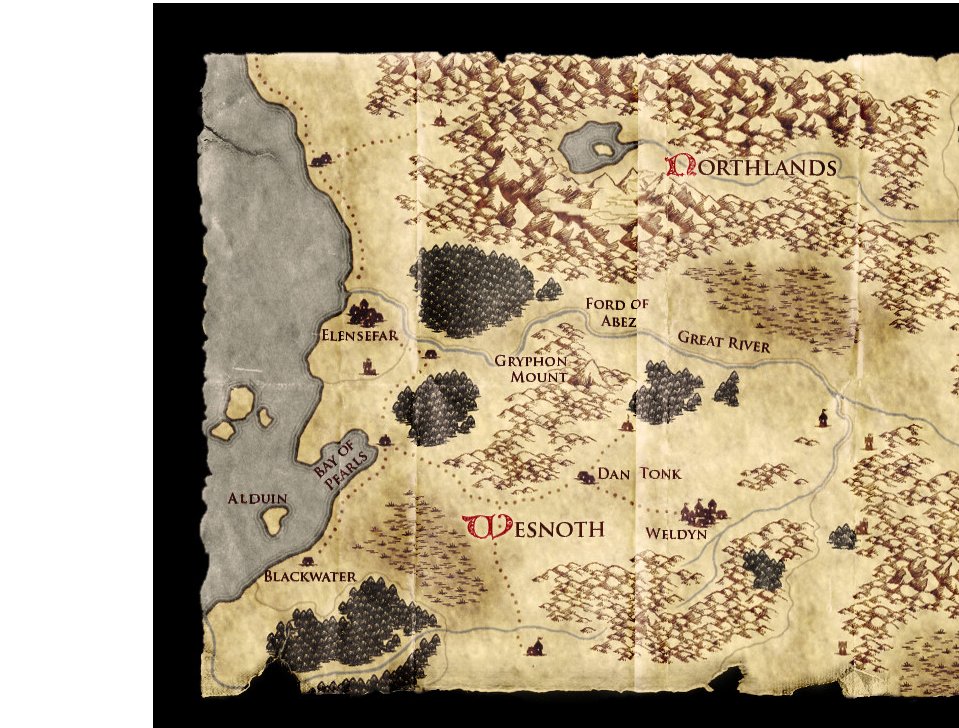 Northlands
Ford of
Abez
Elensefar
Great River
Gryphon
Mount
Bay of
Pearls
Dan Tonk
Alduin
Wesnoth
Weldyn
Blackwater